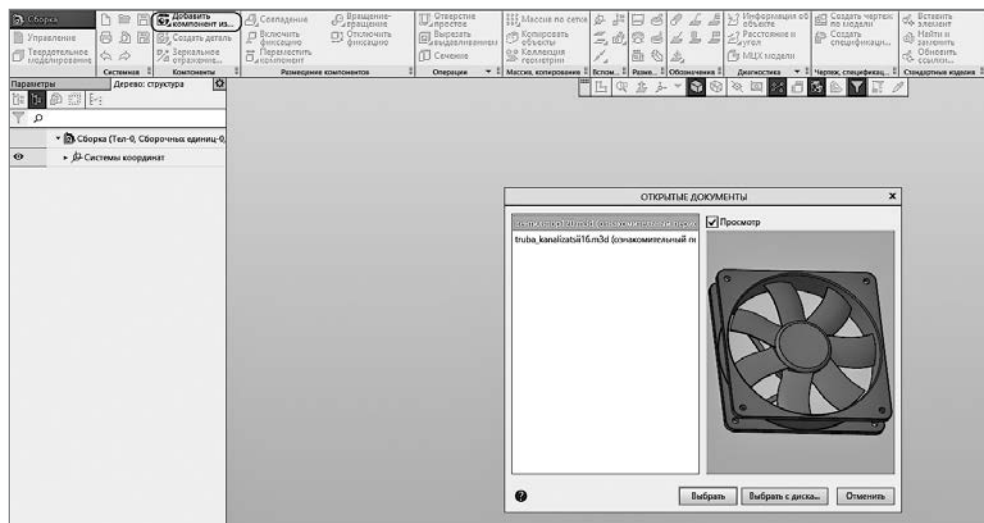 Сборка
Управление
Твердотельное моделирование
Системная
Добавить компонент из...
Создать деталь
Зеркальное отражение...
Компоненты
Совпадение
Включить фиксацию
Переместить компонент
Вращение-вращение
Отключить фиксацию
Размещение компонентов
Отверстие простое
Вырезать выдавливанием
Сечение
Операции
Массив по сетке
Копировать объекты
Коллекция геометрии
Массив, копирование
Вспом...
Разме...
Обозначения
Информация об объекте
Расстояние и угол
МЦХ модели
Диагностика
Создать чертеж по модели
Создать спецификаци...
Чертеж, спецификац...
Вставить элемент
Найти и заменить
Обновить ссылки...
Стандартные изделия
Параметры
Дерево: структура
Сборка (Тел-0, Сборочных единиц-0,
Системы координат
ОТКРЫТЫЕ ДОКУМЕНТЫ
truba_kanalizatsii16.m3d (ознакомительный пе
Просмотр
Выбрать
Выбрать с диска...
Отменить